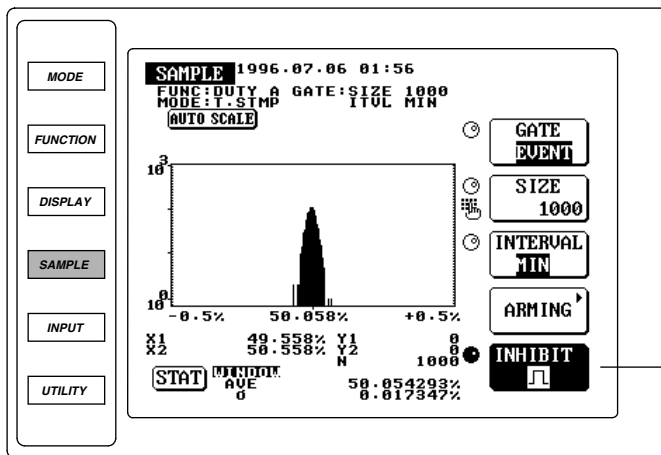 MODE
FUNCTION
DISPLAY
SAMPLE
INPUT
UTILITY
SAMPLE 1996.07.06 01:56
FUNC:DUTY A GATE:SIZE 1000
MODE:T.STMP ITVL MIN
AUTO SCALE
10³
10⁰
-0.5% 50.058% +0.5%
X1 49.558% Y1 0
X2 50.558% Y2 0
N 1000
STAT WINDOW
AVE 50.054293%
σ 0.017347%
GATE
EVENT
SIZE
1000
INTERVAL
MIN
ARMING
INHIBIT